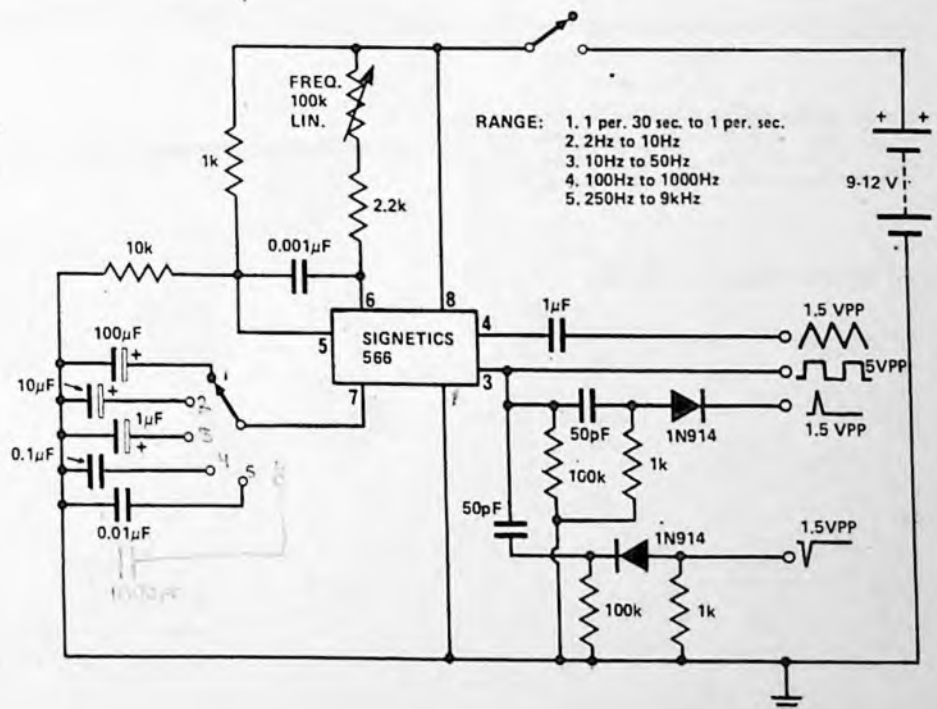 FREQ.
100k
LIN.
RANGE: 1. 1 per. 30 sec. to 1 per. sec.
2. 2Hz to 10Hz
3. 10Hz to 50Hz
4. 100Hz to 1000Hz
5. 250Hz to 9kHz
+ +
9-12 V
1k
2.2k
10k
0.001µF
6
8
5
SIGNETICS
566
4
3
7
1
1µF
1.5 VPP
5VPP
100µF
+
10µF
+
2
1µF
+
3
0.1µF
4
5
0.01µF
6
1000pF
50pF
1N914
1.5 VPP
100k
1k
50pF
1N914
1.5VPP
100k
1k